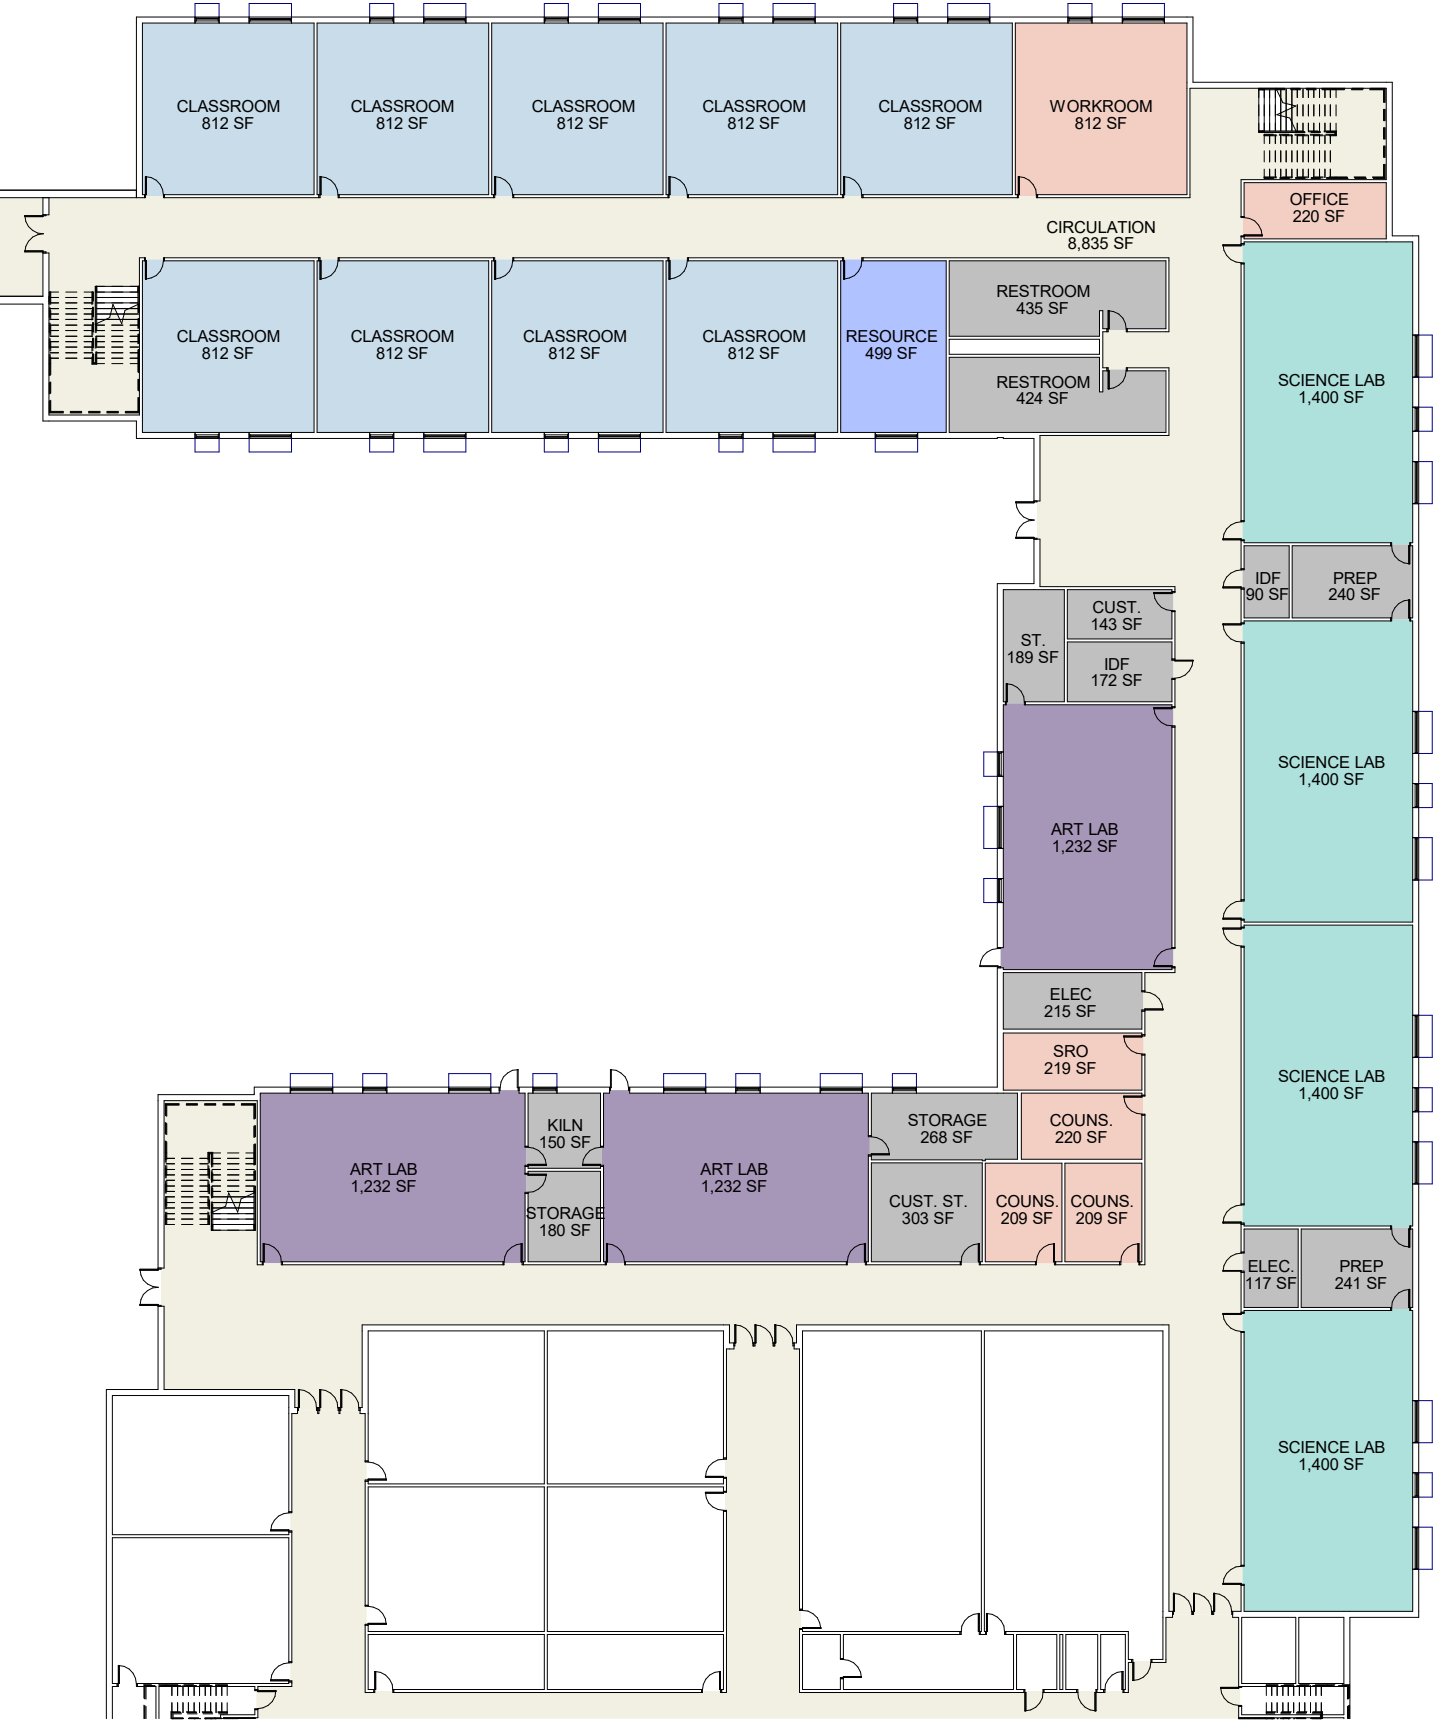 CLASSROOM
812 SF
CLASSROOM
812 SF
CLASSROOM
812 SF
CLASSROOM
812 SF
CLASSROOM
812 SF
WORKROOM
812 SF
OFFICE
220 SF
CIRCULATION
8,835 SF
CLASSROOM
812 SF
CLASSROOM
812 SF
CLASSROOM
812 SF
CLASSROOM
812 SF
RESOURCE
499 SF
RESTROOM
435 SF
RESTROOM
424 SF
SCIENCE LAB
1,400 SF
IDF
90 SF
PREP
240 SF
CUST.
143 SF
ST.
189 SF
IDF
172 SF
SCIENCE LAB
1,400 SF
ART LAB
1,232 SF
ELEC
215 SF
SRO
219 SF
SCIENCE LAB
1,400 SF
KILN
150 SF
STORAGE
268 SF
COUNS.
220 SF
ART LAB
1,232 SF
ART LAB
1,232 SF
STORAGE
180 SF
CUST. ST.
303 SF
COUNS.
209 SF
COUNS.
209 SF
ELEC.
117 SF
PREP
241 SF
SCIENCE LAB
1,400 SF